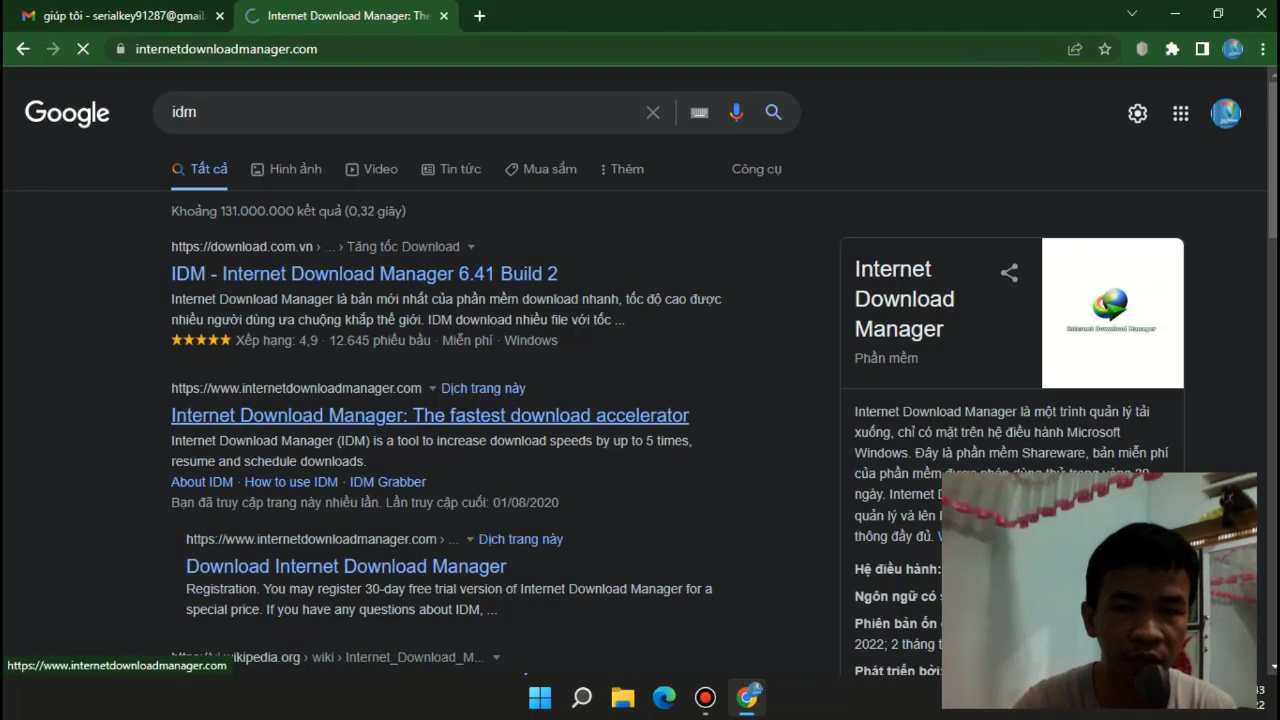 giúp tôi - serialkey91287@gmail
Internet Download Manager: The
internetdownloadmanager.com
Google
idm
Tất cả
Hình ảnh
Video
Tin tức
Mua sắm
Thêm
Công cụ
Khoảng 131.000.000 kết quả (0,32 giây)
https://download.com.vn › ... › Tăng tốc Download
IDM - Internet Download Manager 6.41 Build 2
Internet Download Manager là bản mới nhất của phần mềm download nhanh, tốc độ cao được
nhiều người dùng ưa chuộng khắp thế giới. IDM download nhiều file với tốc ...
Xếp hạng: 4,9 · 12.645 phiếu bầu · Miễn phí · Windows
https://www.internetdownloadmanager.com Dịch trang này
Internet Download Manager: The fastest download accelerator
Internet Download Manager (IDM) is a tool to increase download speeds by up to 5 times,
resume and schedule downloads.
About IDM · How to use IDM · IDM Grabber
Bạn đã truy cập trang này nhiều lần. Lần truy cập cuối: 01/08/2020
https://www.internetdownloadmanager.com › ... Dịch trang này
Download Internet Download Manager
Registration. You may register 30-day free trial version of Internet Download Manager for a
special price. If you have any questions about IDM, ...
wikipedia.org › wiki › Internet_Download_M...
https://www.internetdownloadmanager.com
Internet
Download
Manager
Phần mềm
Internet Download Manager
Internet Download Manager là một trình quản lý tải
xuống, chỉ có mặt trên hệ điều hành Microsoft
Windows. Đây là phần mềm Shareware, bản miễn phí
của phần mềm được phép dùng thử trong vòng 30
ngày. Internet D
quản lý và lên l
thông đầy đủ.
Hệ điều hành:
Ngôn ngữ có s
Phiên bản ổn
2022; 2 tháng t
Phát triển bởi: